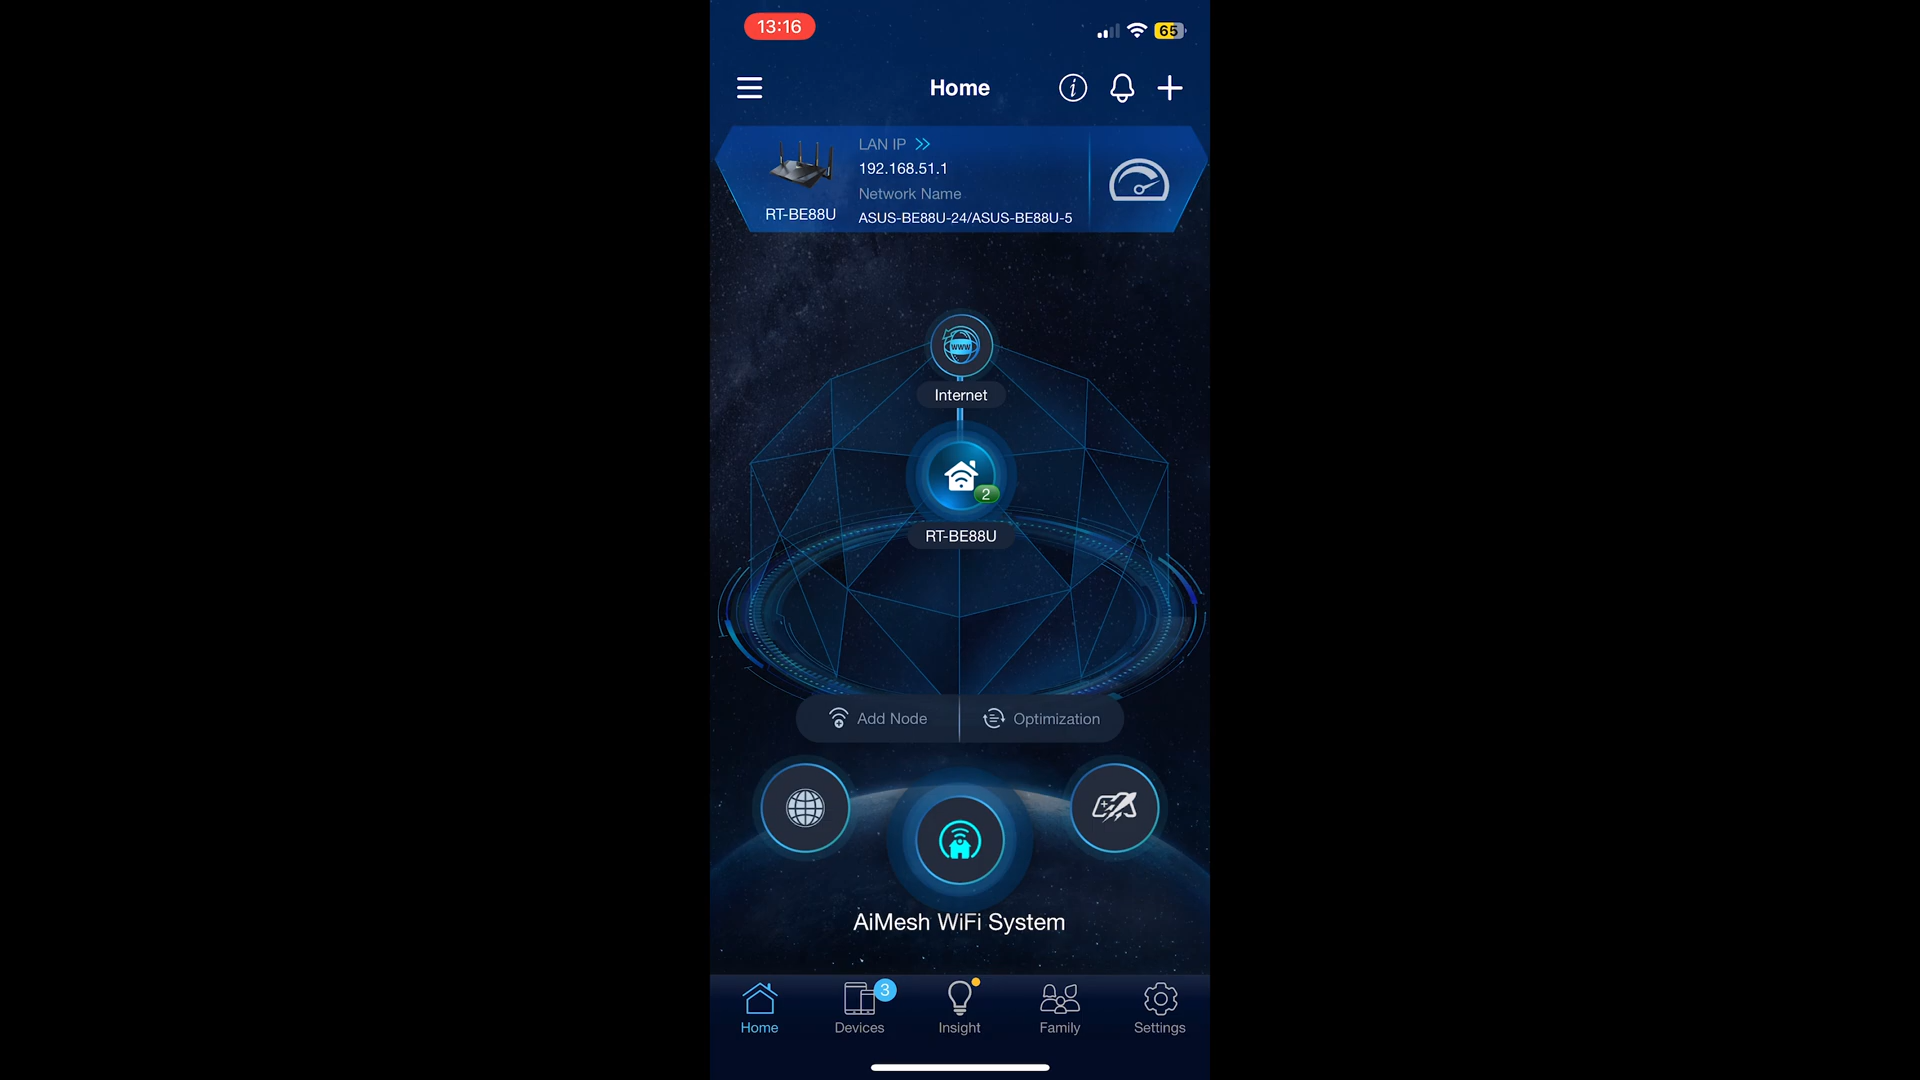 13:16
65
Home
LAN IP
192.168.51.1
Network Name
RT-BE88U
ASUS-BE88U-24/ASUS-BE88U-5
www
Internet
2
RT-BE88U
Add Node
Optimization
AiMesh WiFi System
3
Home
Devices
Insight
Family
Settings